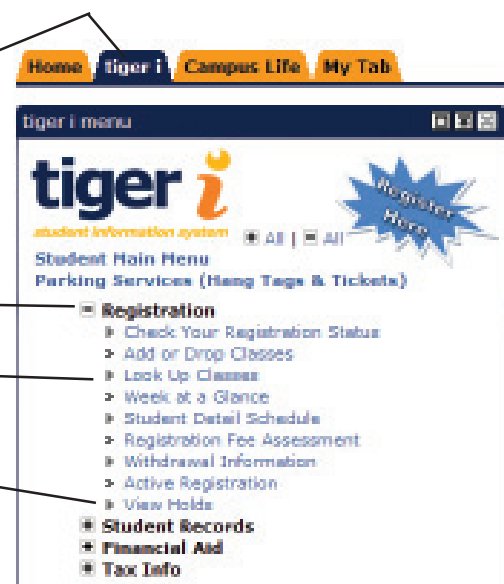 Home tiger i Campus Life My Tab
tiger i menu
tiger i
student information system
All | All
Register Here
Student Main Menu
Parking Services (Hang Tags & Tickets)
Registration
Check Your Registration Status
Add or Drop Classes
Look Up Classes
Week at a Glance
Student Detail Schedule
Registration Fee Assessment
Withdrawal Information
Active Registration
View Holds
Student Records
Financial Aid
Tax Info